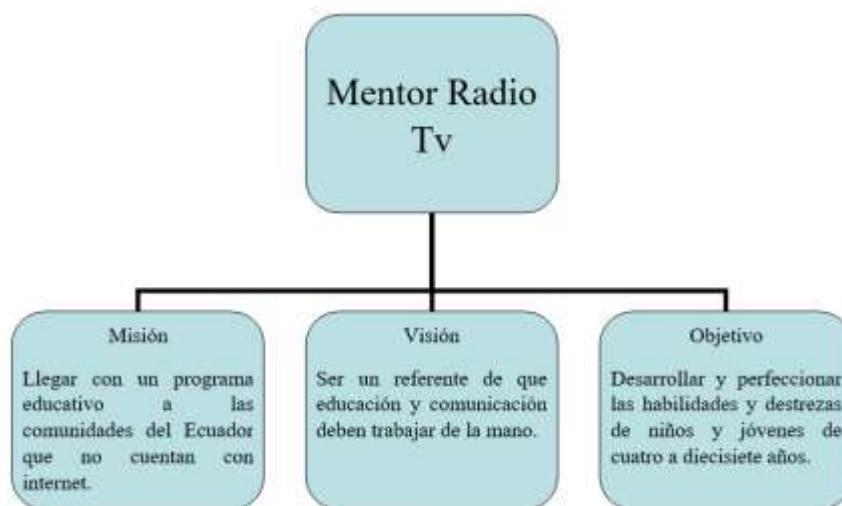 Mentor Radio
Tv
Misión
Llegar con un programa
educativo a las
comunidades del Ecuador
que no cuentan con
internet.
Visión
Ser un referente de que
educación y comunicación
deben trabajar de la mano.
Objetivo
Desarrollar y perfeccionar
las habilidades y destrezas
de niños y jóvenes de
cuatro a diecisiete años.